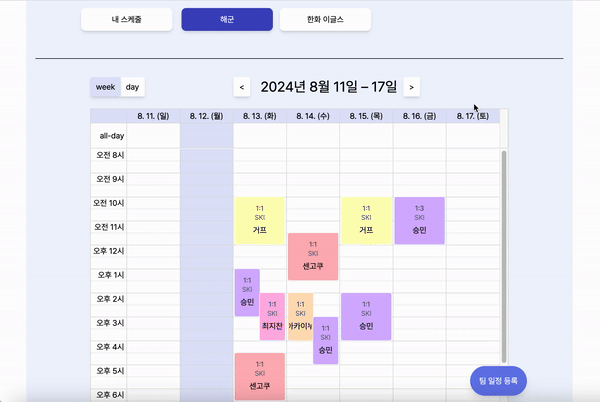 내 스케줄
해군
한화 이글스
week
day
<
2024년 8월 11일 – 17일
>
8. 11. (일)
8. 12. (월)
8. 13. (화)
8. 14. (수)
8. 15. (목)
8. 16. (금)
8. 17. (토)
all-day
오전 8시
오전 9시
오전 10시
1:1
SKI
거프
1:1
SKI
거프
1:3
SKI
승민
오전 11시
1:1
SKI
센고쿠
오후 12시
오후 1시
1:1
SKI
승민
오후 2시
1:1
SKI
최지찬
1:1
SKI
1:1
SKI
승민
오후 3시
1:1
SKI
승민
오후 4시
오후 5시
1:1
SKI
센고쿠
팀 일정 등록
오후 6시